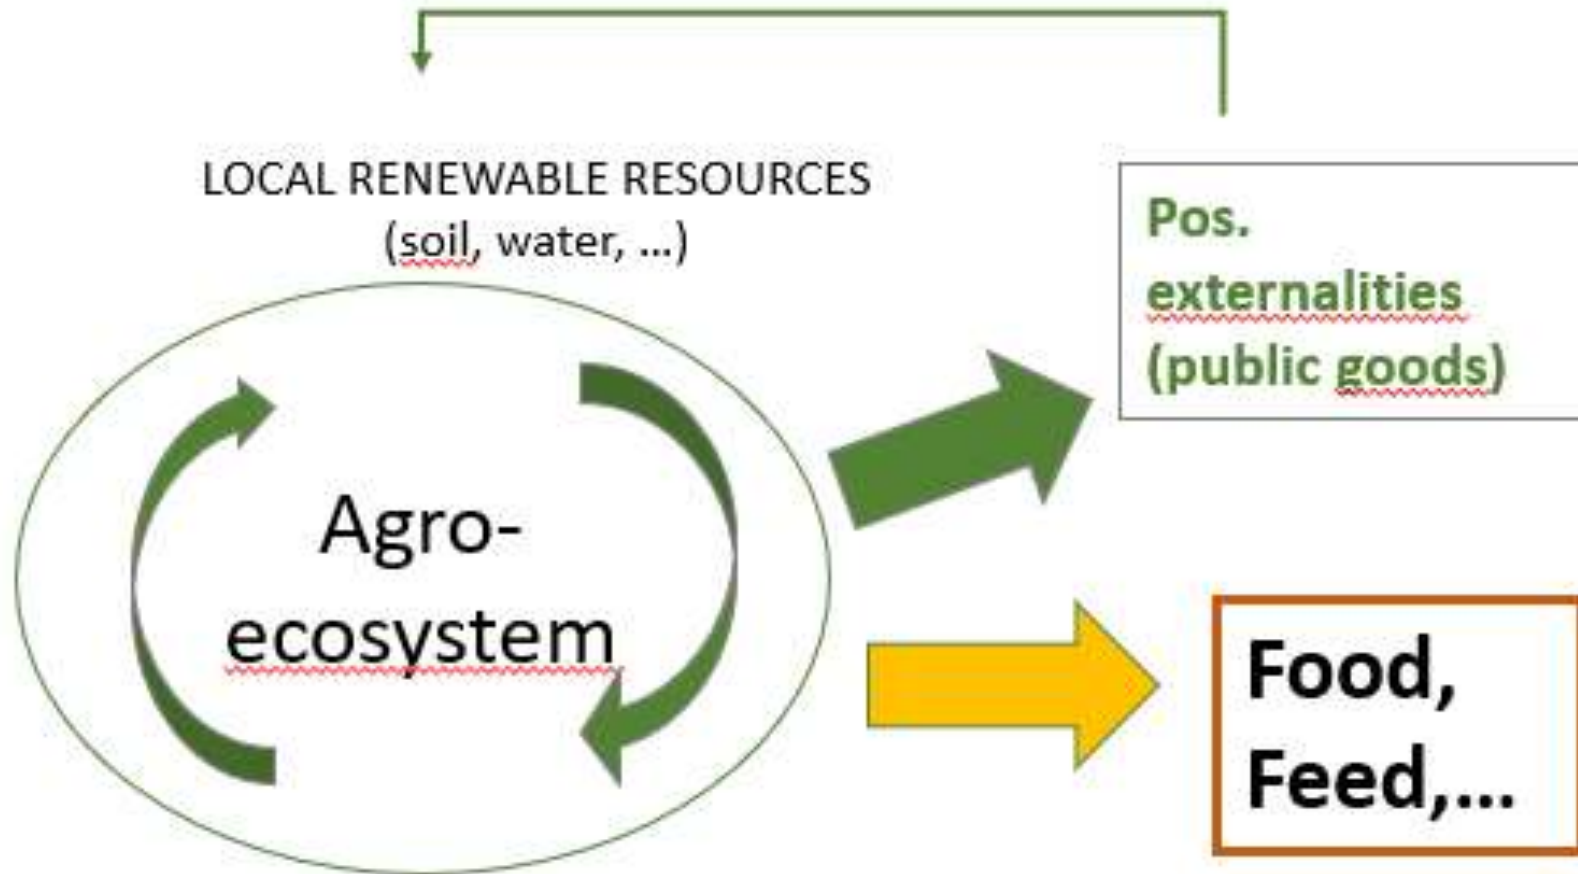 LOCAL RENEWABLE RESOURCES
(soil, water, ...)
Pos.
externalities
(public goods)
Agro-
ecosystem
Food,
Feed,...